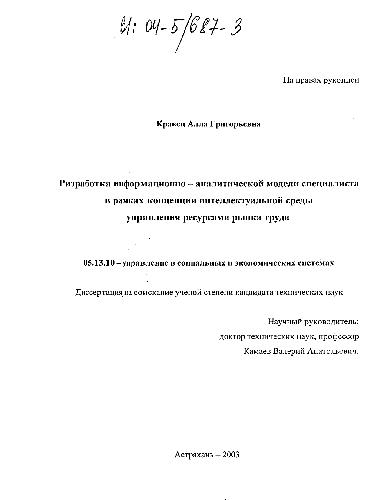 И: 04-5/687-3
На правах рукописи
Кравец Алла Григорьевна
Разработка информационно – аналитической модели специалиста
в рамках концепции интеллектуальной среды
управления ресурсами рынка труда
05.13.10 – управление в социальных и экономических системах
Диссертация на соискание ученой степени кандидата технических наук
Научный руководитель:
доктор технических наук, профессор
Камаев Валерий Анатольевич.
Астрахань – 2003